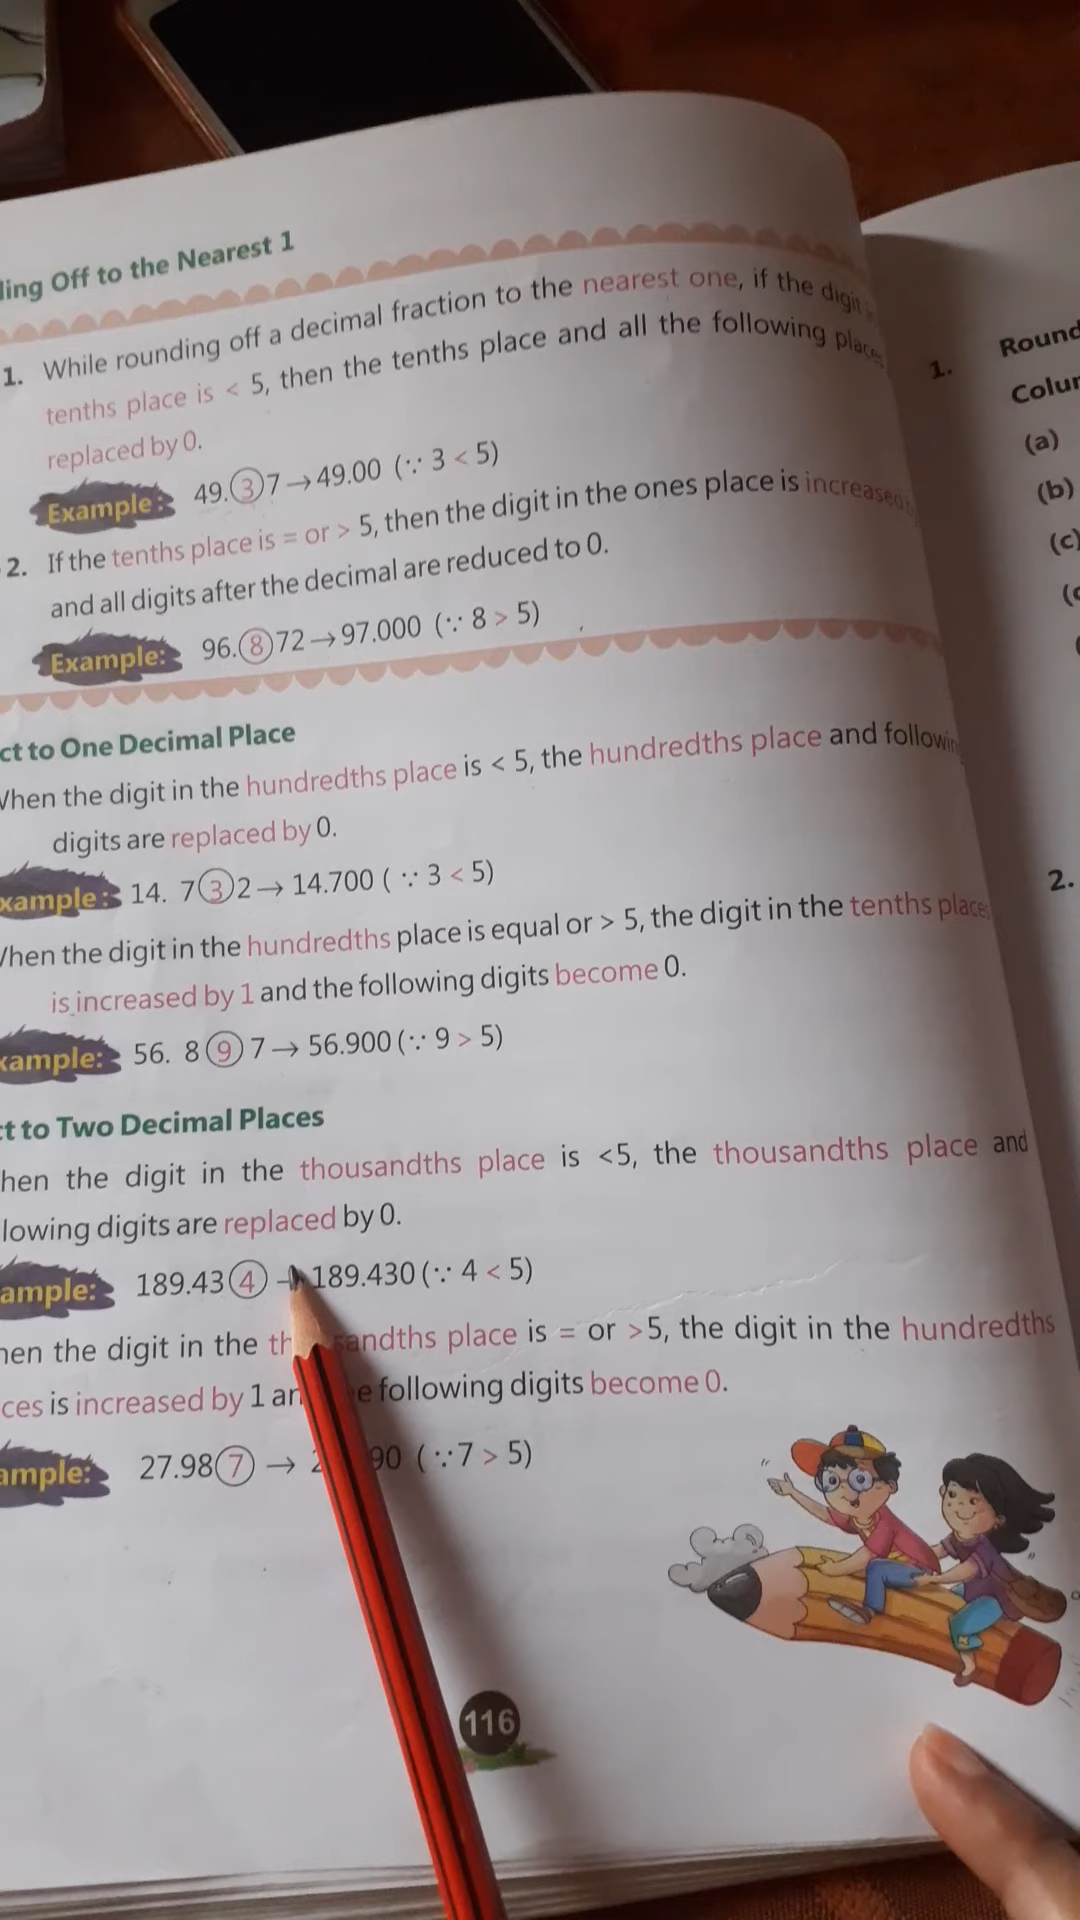 ling Off to the Nearest 1
1. While rounding off a decimal fraction to the nearest one, if the digit
tenths place is < 5, then the tenths place and all the following places
replaced by 0.
Example: 49.37→49.00 (∵ 3 < 5)
2. If the tenths place is = or > 5, then the digit in the ones place is increased
and all digits after the decimal are reduced to 0.
Example: 96.872→97.000 (∵ 8 > 5)
ct to One Decimal Place
When the digit in the hundredths place is < 5, the hundredths place and followin
digits are replaced by 0.
xample: 14. 732→ 14.700 ( ∵ 3 < 5)
When the digit in the hundredths place is equal or > 5, the digit in the tenths place
is increased by 1 and the following digits become 0.
xample: 56. 897→ 56.900 (∵ 9 > 5)
ct to Two Decimal Places
hen the digit in the thousandths place is <5, the thousandths place and
lowing digits are replaced by 0.
ample: 189.434 → 189.430 (∵ 4 < 5)
hen the digit in the th sandths place is = or >5, the digit in the hundredths
ces is increased by 1 an e following digits become 0.
ample: 27.987 → 2 90 (∵7 > 5)
116
1. Round
Colum
(a)
(b)
(c)
2.